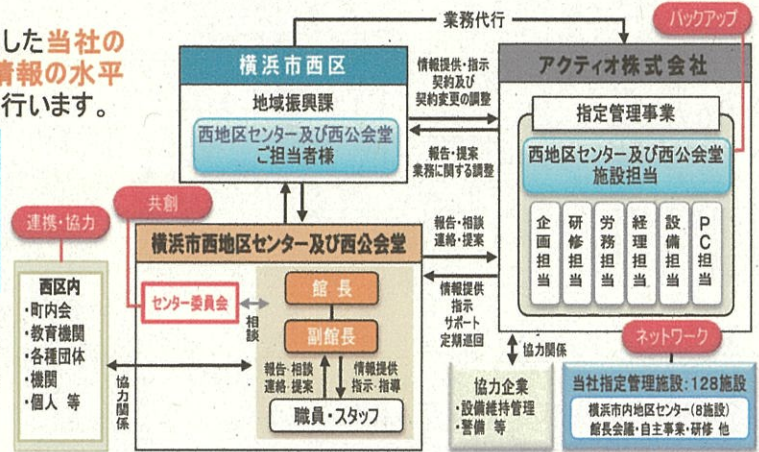 した当社の
情報の水平
行います。
業務代行
バックアップ
横浜市西区
地域振興課
西地区センター及び西公会堂
ご担当者様
情報提供・指示
契約及び
契約変更の調整
報告・提案
業務に関する調整
アクティオ株式会社
指定管理事業
西地区センター及び西公会堂
施設担当
企画担当
研修担当
労務担当
経理担当
設備担当
PC担当
共創
連携・協力
横浜市西地区センター及び西公会堂
センター委員会
相談
館長
副館長
報告・相談
連絡・提案
情報提供
指示・指導
職員・スタッフ
報告・相談
連絡・提案
情報提供
指示
サポート
定期巡回
西区内
・町内会
・教育機関
・各種団体
・機関
・個人 等
協力関係
協力関係
協力企業
・設備維持管理
・警備 等
ネットワーク
当社指定管理施設:128施設
横浜市内地区センター(8施設)
館長会議・自主事業・研修 他